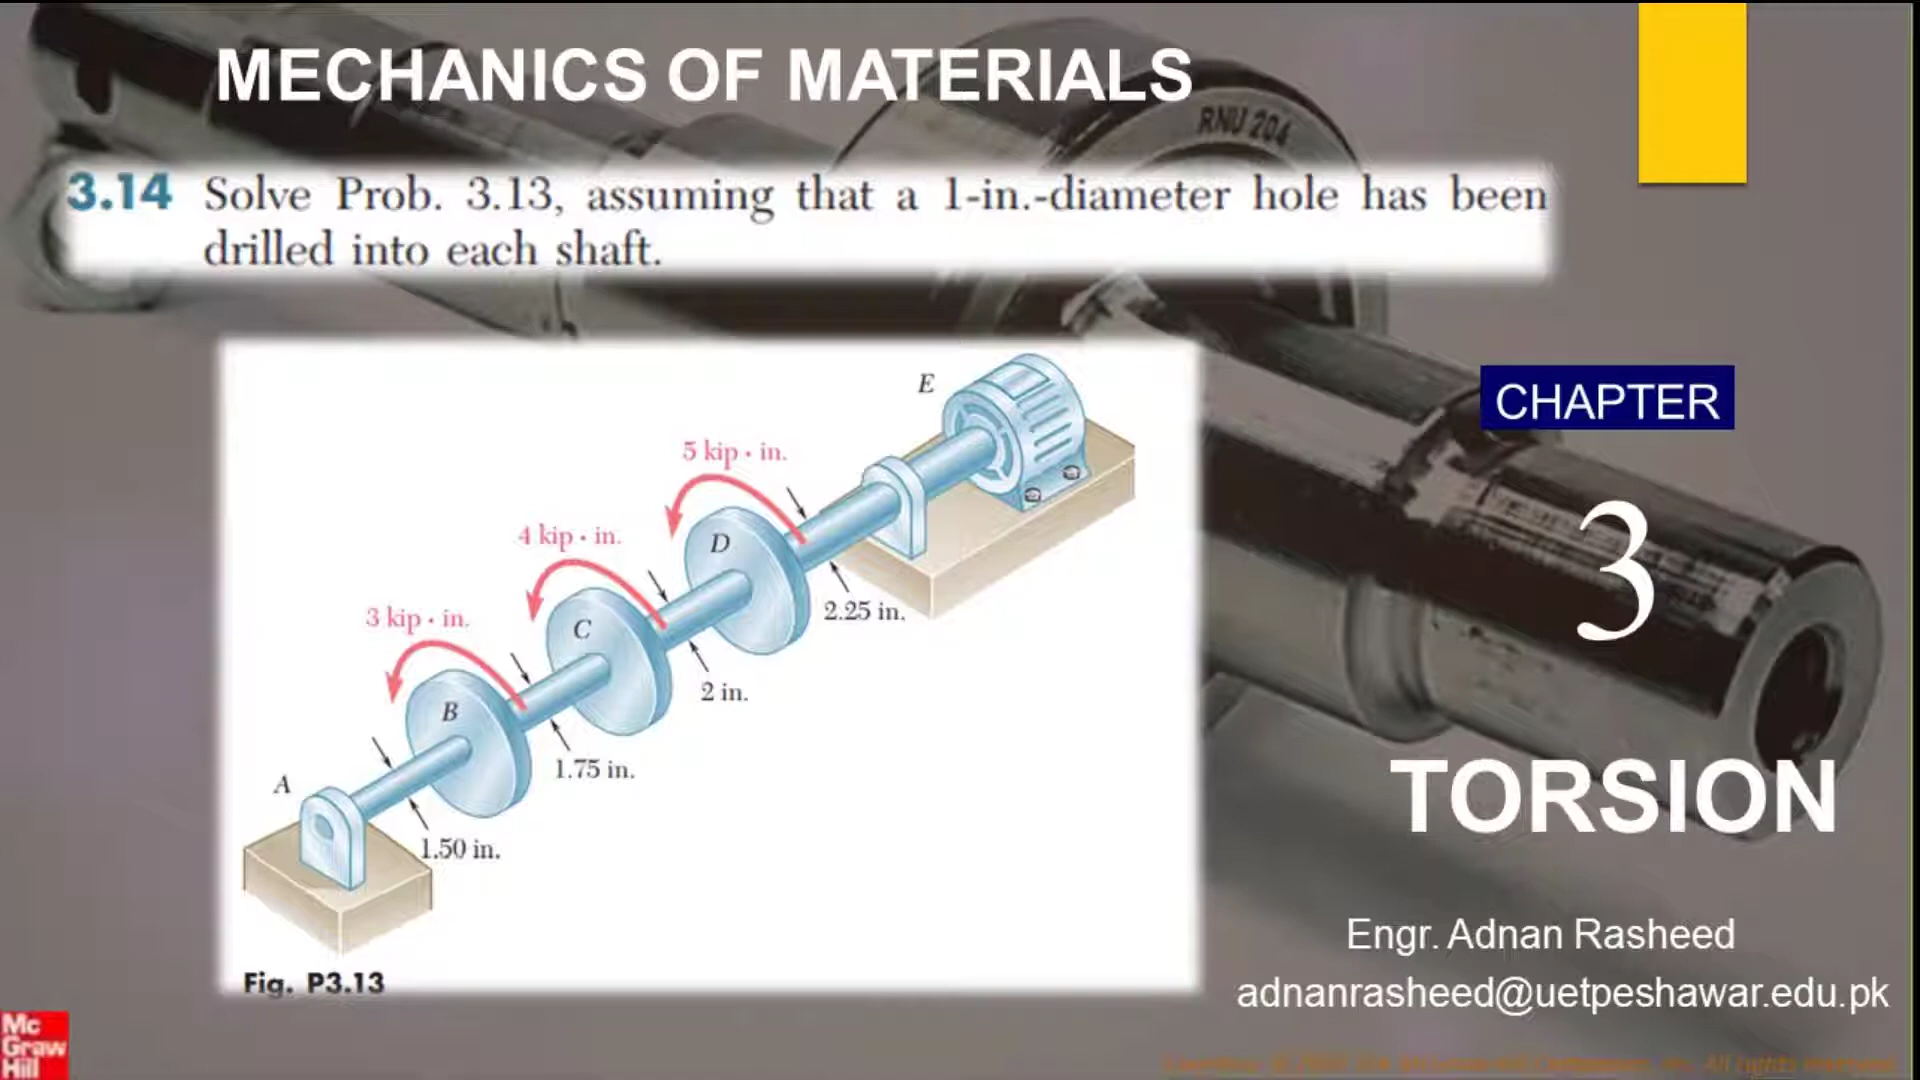 MECHANICS OF MATERIALS
RNU 204
3.14 Solve Prob. 3.13, assuming that a 1-in.-diameter hole has been
drilled into each shaft.
E
5 kip · in.
4 kip · in.
D
2.25 in.
3 kip · in.
C
2 in.
B
1.75 in.
A
1.50 in.
Fig. P3.13
CHAPTER
3
TORSION
Engr. Adnan Rasheed
adnanrasheed@uetpeshawar.edu.pk
Mc
Graw
Hill
All rights reserved